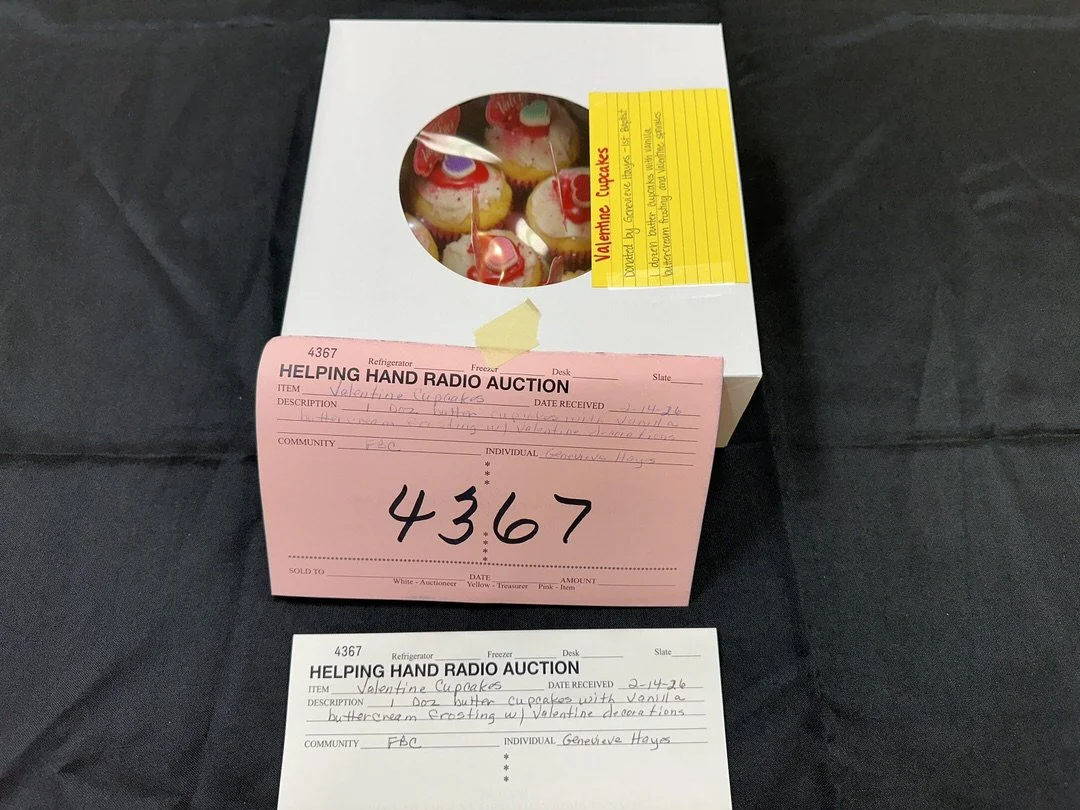 Valentine Cupcakes
Donated by Genevieve Hayes - 1st Baptist
1 dozen butter cupcakes with vanilla
buttercream frosting and Valentine sprinkles
4367
Refrigerator Freezer Desk Slate
HELPING HAND RADIO AUCTION
ITEM Valentine Cupcakes DATE RECEIVED 2-14-26
DESCRIPTION 1 Doz butter cupcakes with Vanilla
buttercream frosting w/ Valentine decorations
COMMUNITY FBC INDIVIDUAL Genevieve Hayes
4367
SOLD TO DATE AMOUNT
White - Auctioneer Yellow - Treasurer Pink - Item
4367
Refrigerator Freezer Desk Slate
HELPING HAND RADIO AUCTION
ITEM Valentine Cupcakes DATE RECEIVED 2-14-26
DESCRIPTION 1 Doz butter cupcakes with Vanilla
buttercream frosting w/ Valentine decorations
COMMUNITY FBC INDIVIDUAL Genevieve Hayes